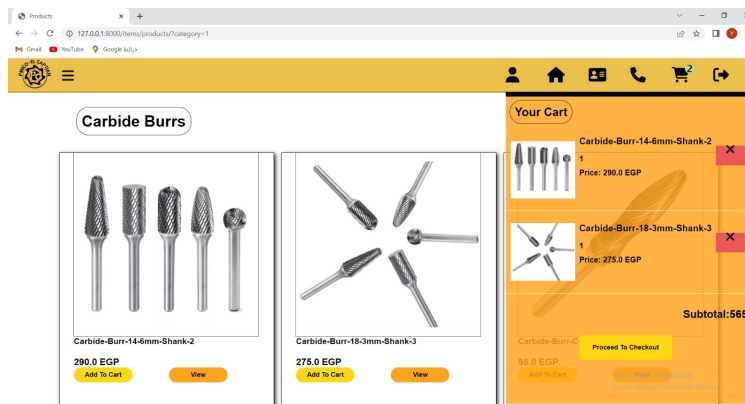 Products
127.0.0.1:8000/items/products/?category=1
Gmail
YouTube
خرائط Google
2
Carbide Burrs
Your Cart
Carbide-Burr-14-6mm-Shank-2
1
Price: 290.0 EGP
Carbide-Burr-18-3mm-Shank-3
1
Price: 275.0 EGP
Subtotal:565
Proceed To Checkout
Carbide-Burr-14-6mm-Shank-2
290.0 EGP
Add To Cart
View
Carbide-Burr-18-3mm-Shank-3
275.0 EGP
Add To Cart
View
Carbide-Burr-C
95.0 EGP
Add To Cart
View